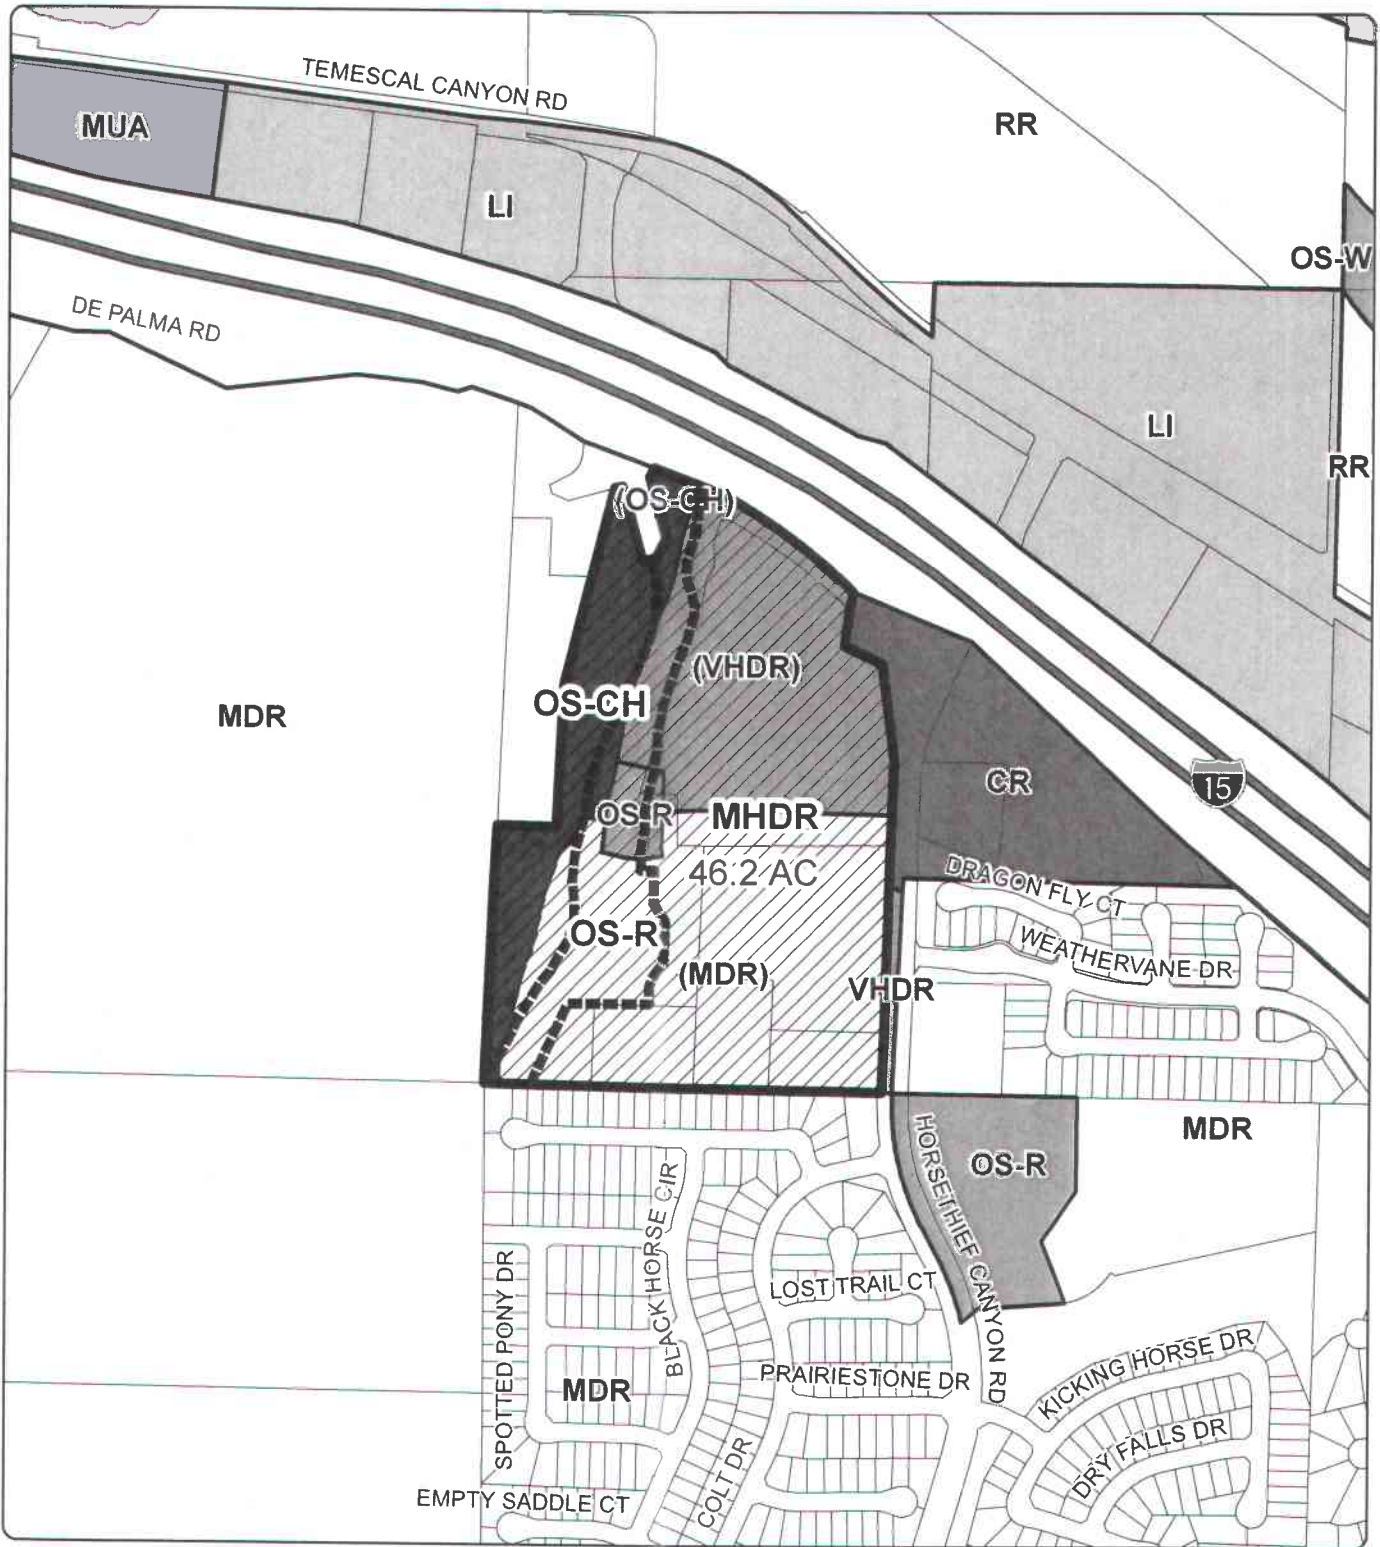 TEMESCAL CANYON RD
MUA
RR
LI
OS-W
DE PALMA RD
LI
RR
(OS-CH)
(VHDR)
OS-CH
MDR
CR
15
OS-R
MHDR
46.2 AC
DRAGON FLY CT
OS-R
WEATHERVANE DR
(MDR)
VHDR
MDR
HORSETHIEF CANYON RD
OS-R
BLACK HORSE CIR
SPOTTED PONY DR
LOST TRAIL CT
PRAIRIESTONE DR
KICKING HORSE DR
MDR
DRY FALLS DR
COLT DR
EMPTY SADDLE CT